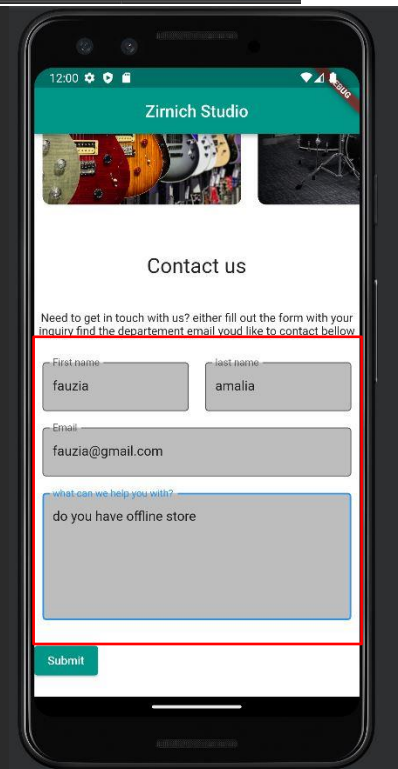 12:00
DEBUG
Zirnich Studio
Contact us
Need to get in touch with us? either fill out the form with your
inquiry find the departement email youd like to contact bellow
First name
last name
fauzia
amalia
Email
fauzia@gmail.com
what can we help you with?
do you have offline store
Submit